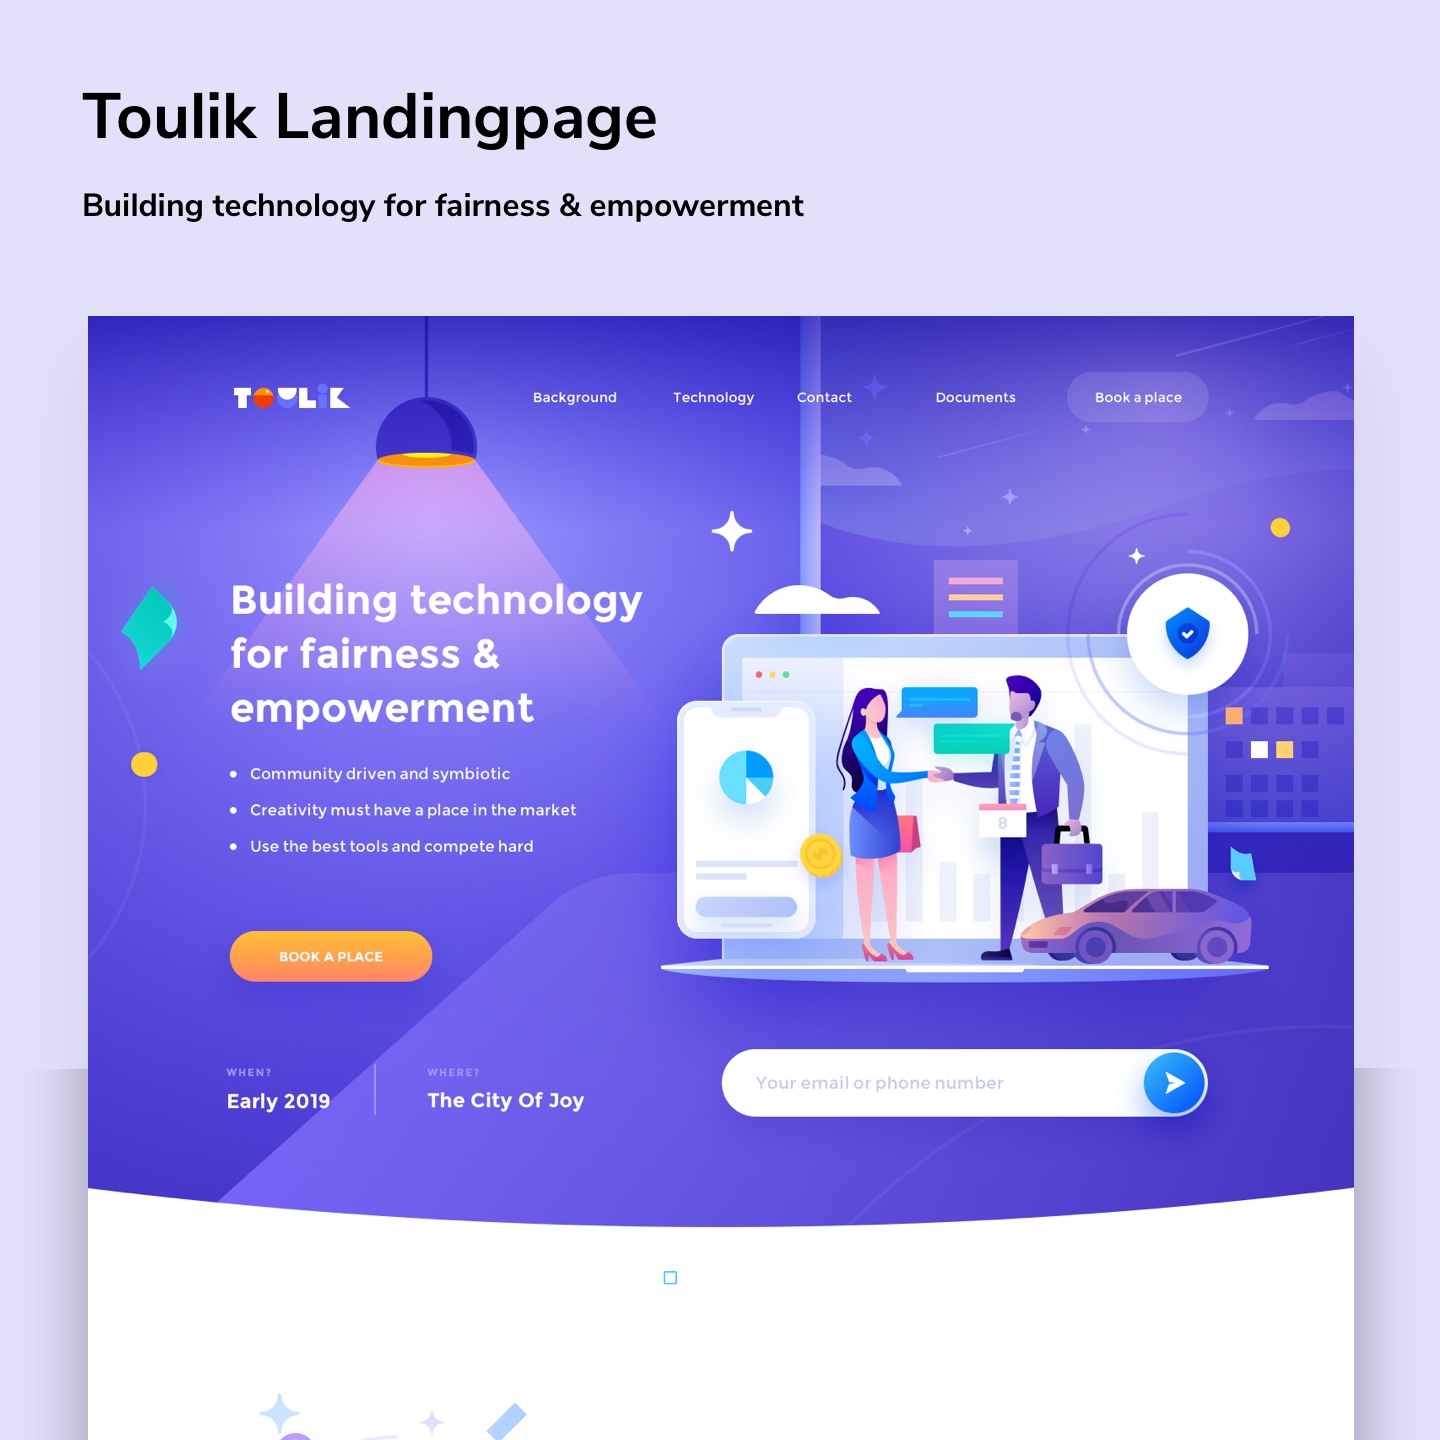 Toulik Landingpage
Building technology for fairness & empowerment
TOULiK
Background
Technology
Contact
Documents
Book a place
Building technology
for fairness &
empowerment
Community driven and symbiotic
Creativity must have a place in the market
Use the best tools and compete hard
8
BOOK A PLACE
WHEN?
Early 2019
WHERE?
The City Of Joy
Your email or phone number